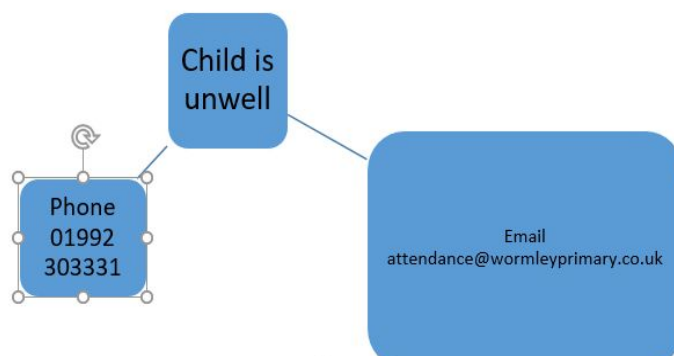 Child is
unwell
Phone
01992
303331
Email
attendance@wormleyprimary.co.uk